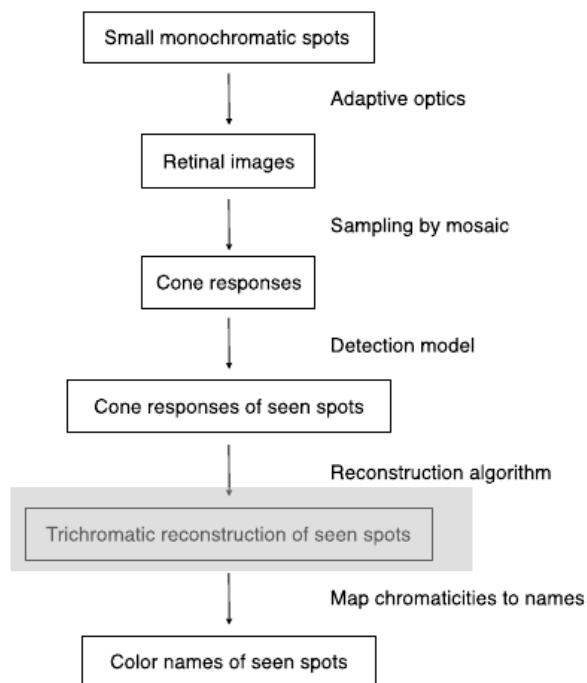 Small monochromatic spots
Adaptive optics
Retinal images
Sampling by mosaic
Cone responses
Detection model
Cone responses of seen spots
Reconstruction algorithm
Trichromatic reconstruction of seen spots
Map chromaticities to names
Color names of seen spots